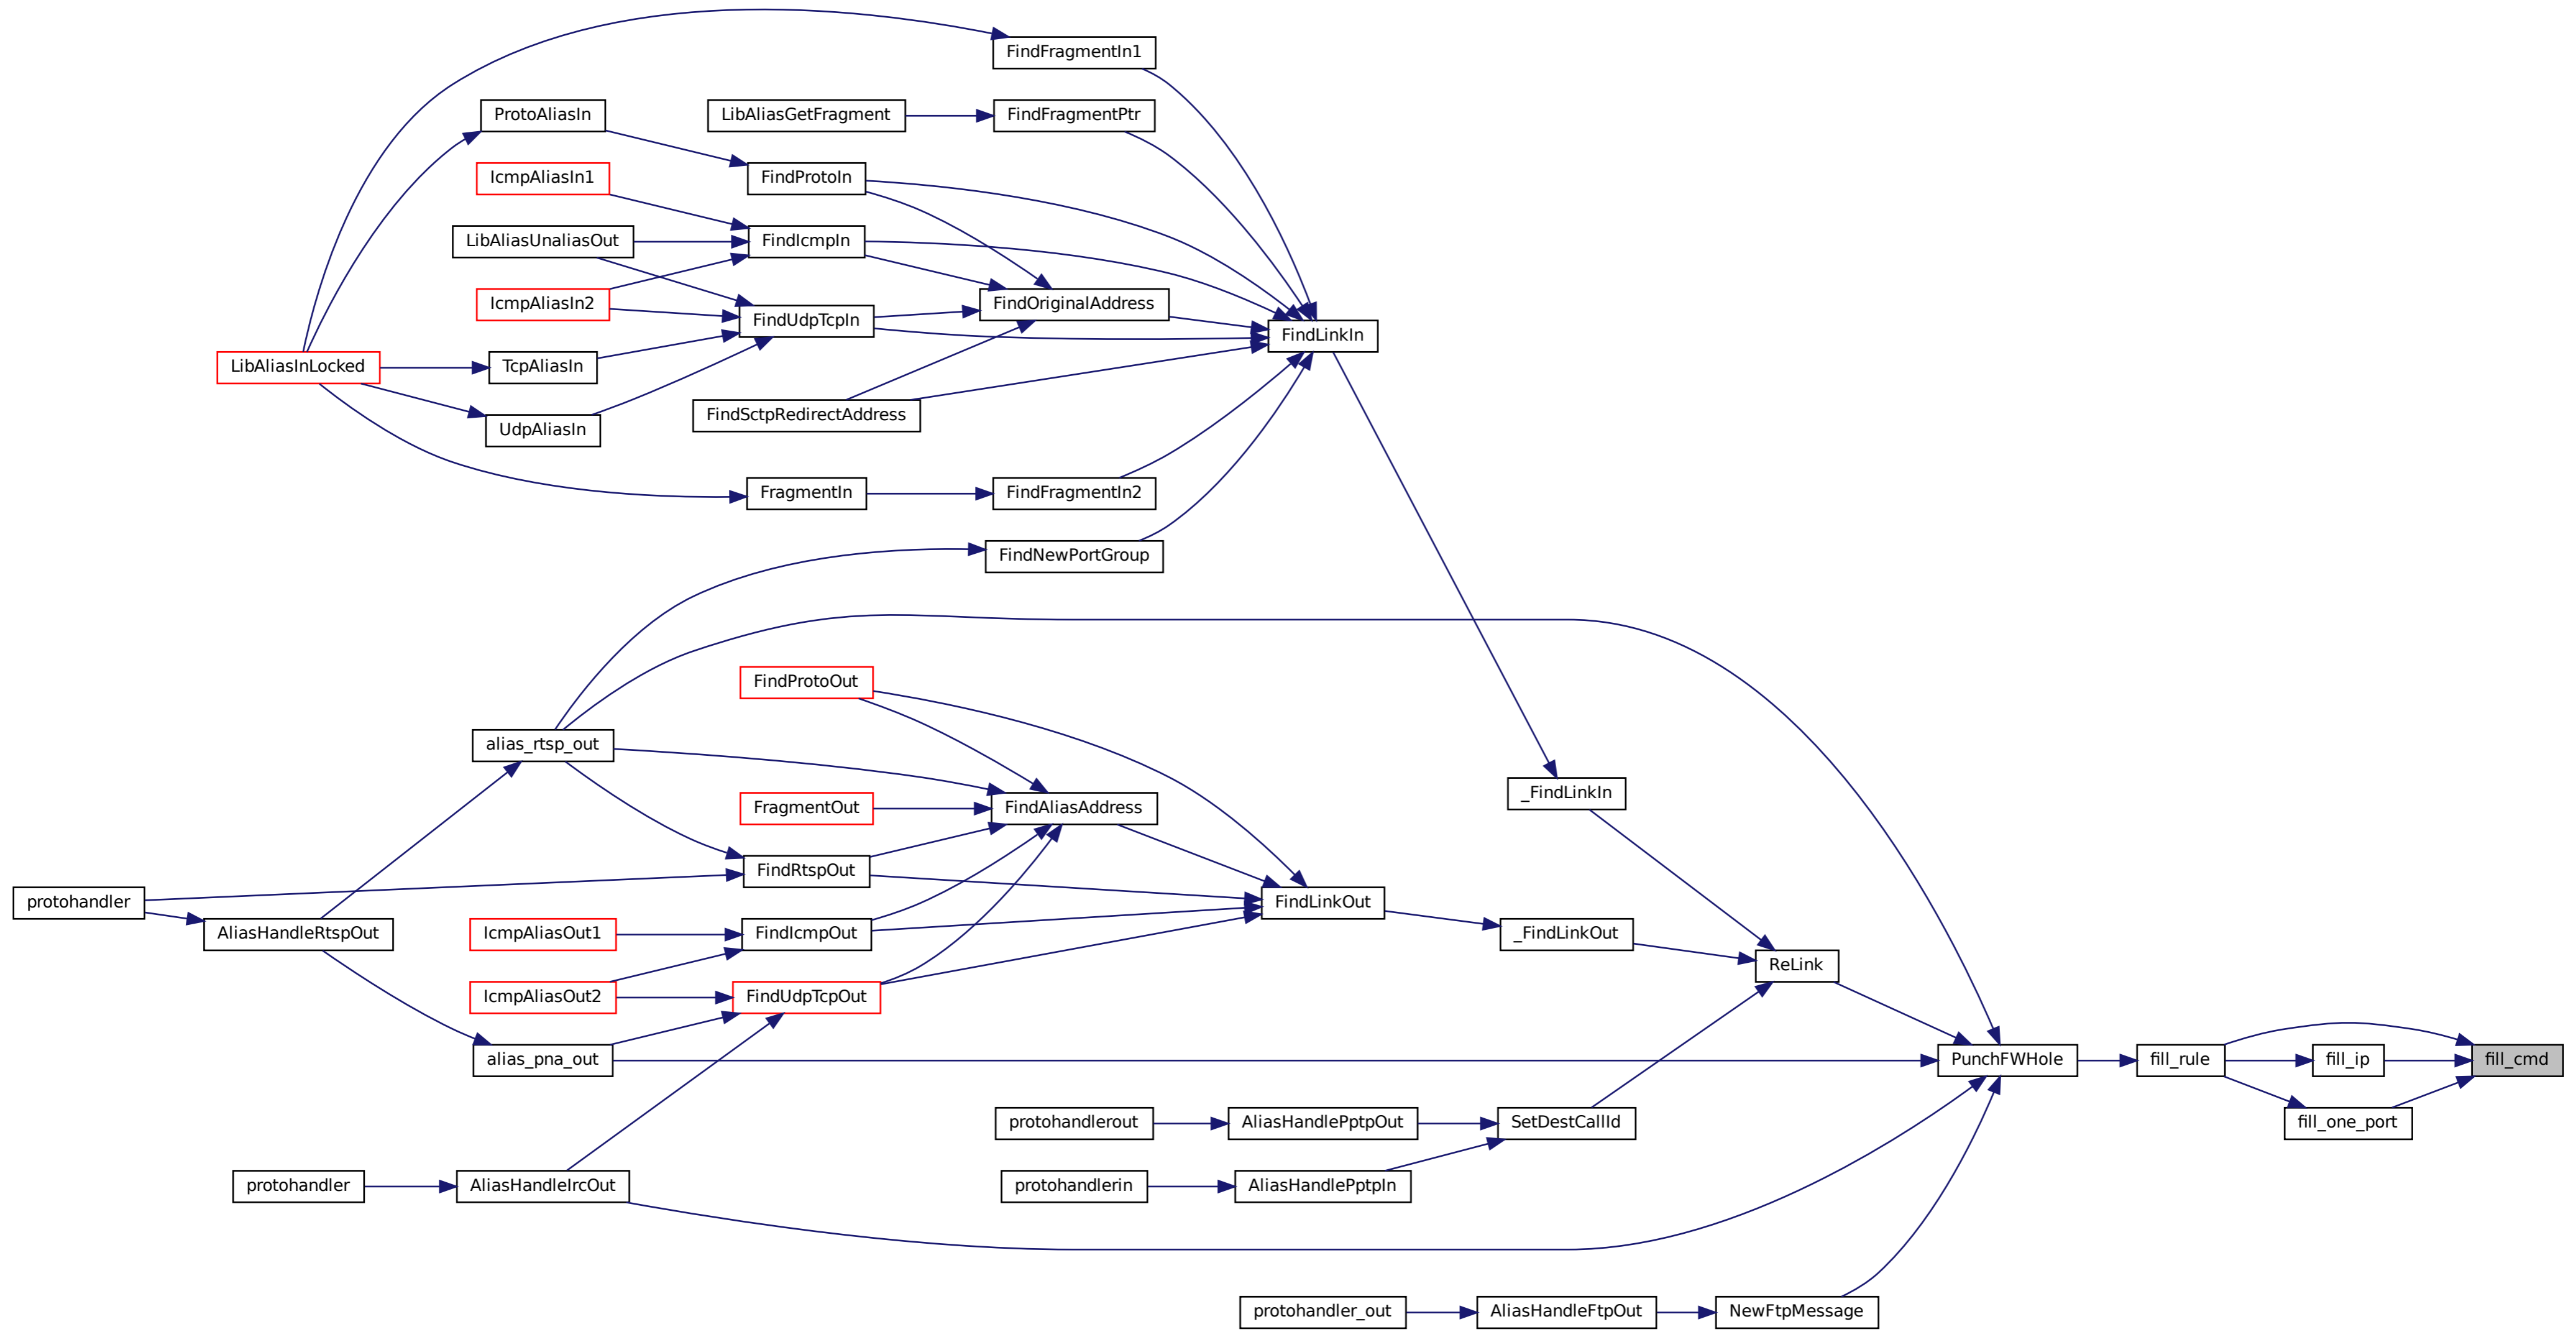 FindFragmentIn1
ProtoAliasIn
LibAliasGetFragment
FindFragmentPtr
IcmpAliasIn1
FindProtoIn
LibAliasUnaliasOut
FindIcmpIn
IcmpAliasIn2
FindOriginalAddress
FindUdpTcpIn
FindLinkIn
LibAliasInLocked
TcpAliasIn
FindSctpRedirectAddress
UdpAliasIn
FragmentIn
FindFragmentIn2
FindNewPortGroup
FindProtoOut
alias_rtsp_out
_FindLinkIn
FragmentOut
FindAliasAddress
FindRtspOut
protohandler
FindLinkOut
AliasHandleRtspOut
IcmpAliasOut1
FindIcmpOut
_FindLinkOut
ReLink
IcmpAliasOut2
FindUdpTcpOut
alias_pna_out
PunchFWHole
fill_rule
fill_ip
fill_cmd
protohandlerout
AliasHandlePptpOut
SetDestCallId
fill_one_port
protohandler
AliasHandleIrcOut
protohandlerin
AliasHandlePptpIn
protohandler_out
AliasHandleFtpOut
NewFtpMessage